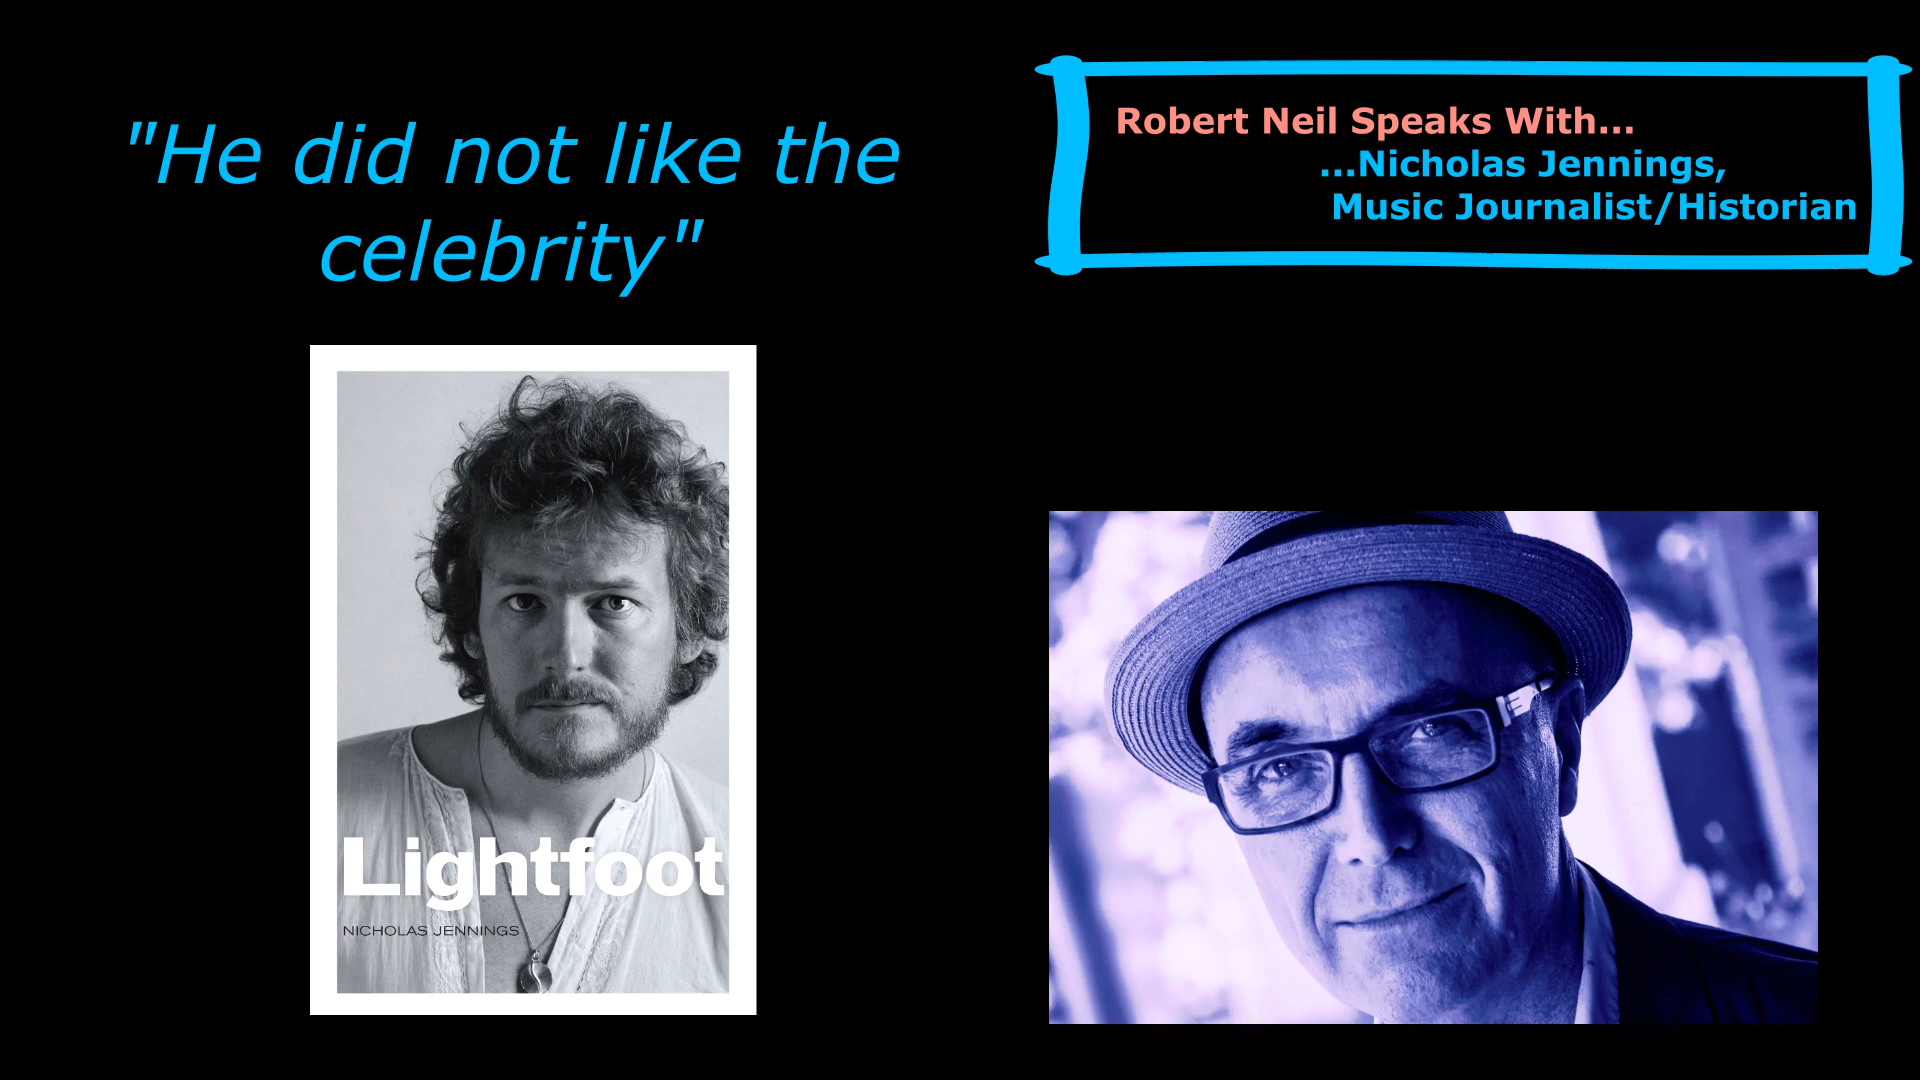 "He did not like the
celebrity"
Robert Neil Speaks With...
...Nicholas Jennings,
Music Journalist/Historian
Lightfoot
NICHOLAS JENNINGS